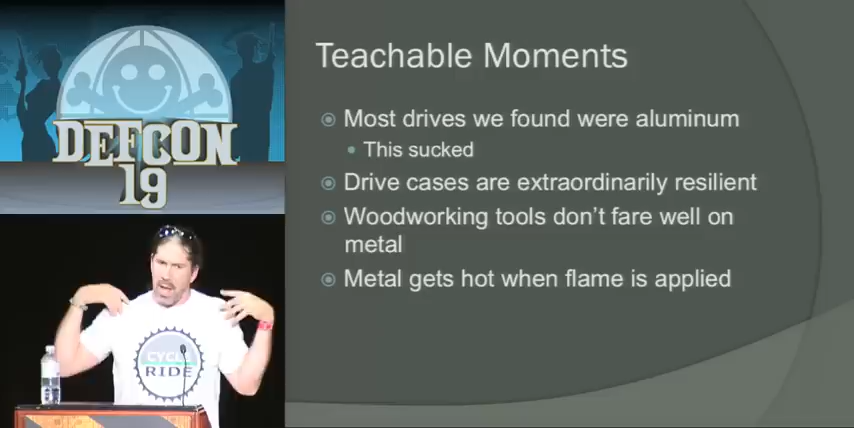 DEFCON
19
CYCLE
RIDE
Teachable Moments
Most drives we found were aluminum
This sucked
Drive cases are extraordinarily resilient
Woodworking tools don't fare well on
metal
Metal gets hot when flame is applied